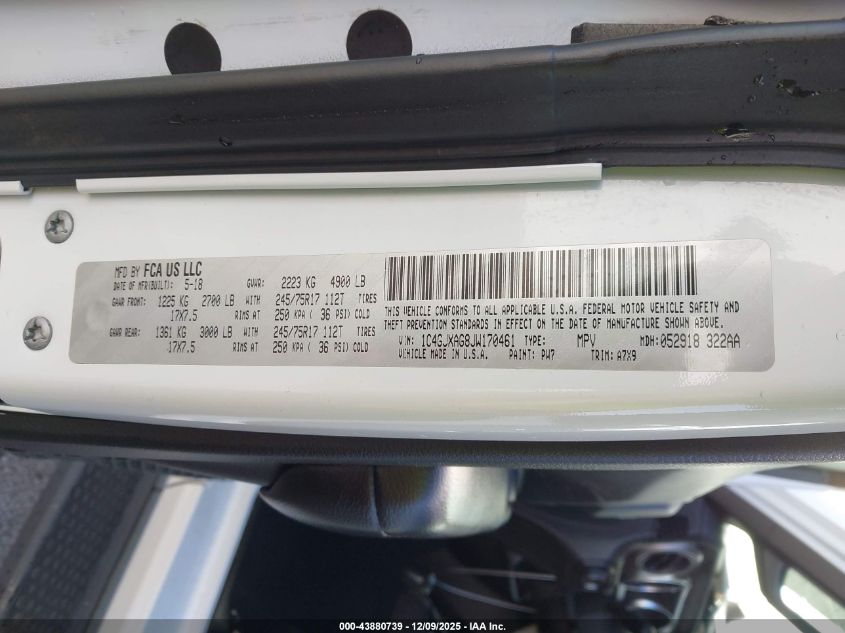 MFD BY FCA US LLC
DATE OF MFR(BUILT): 5-18 GVWR: 2223 KG 4900 LB
GAWR FRONT: 1225 KG 2700 LB WITH 245/75R17 112T TIRES
17X7.5 RIMS AT 250 KPA ( 36 PSI) COLD
GAWR REAR: 1361 KG 3000 LB WITH 245/75R17 112T TIRES
17X7.5 RIMS AT 250 KPA ( 36 PSI) COLD
THIS VEHICLE CONFORMS TO ALL APPLICABLE U.S.A. FEDERAL MOTOR VEHICLE SAFETY AND
THEFT PREVENTION STANDARDS IN EFFECT ON THE DATE OF MANUFACTURE SHOWN ABOVE.
VIN: 1C4GJXAG8JW170461 TYPE: MPV MDH: 052918 322AA
VEHICLE MADE IN U.S.A. PAINT: PW7 TRIM: A7X9
000-43880739 - 12/09/2025 - IAA Inc.